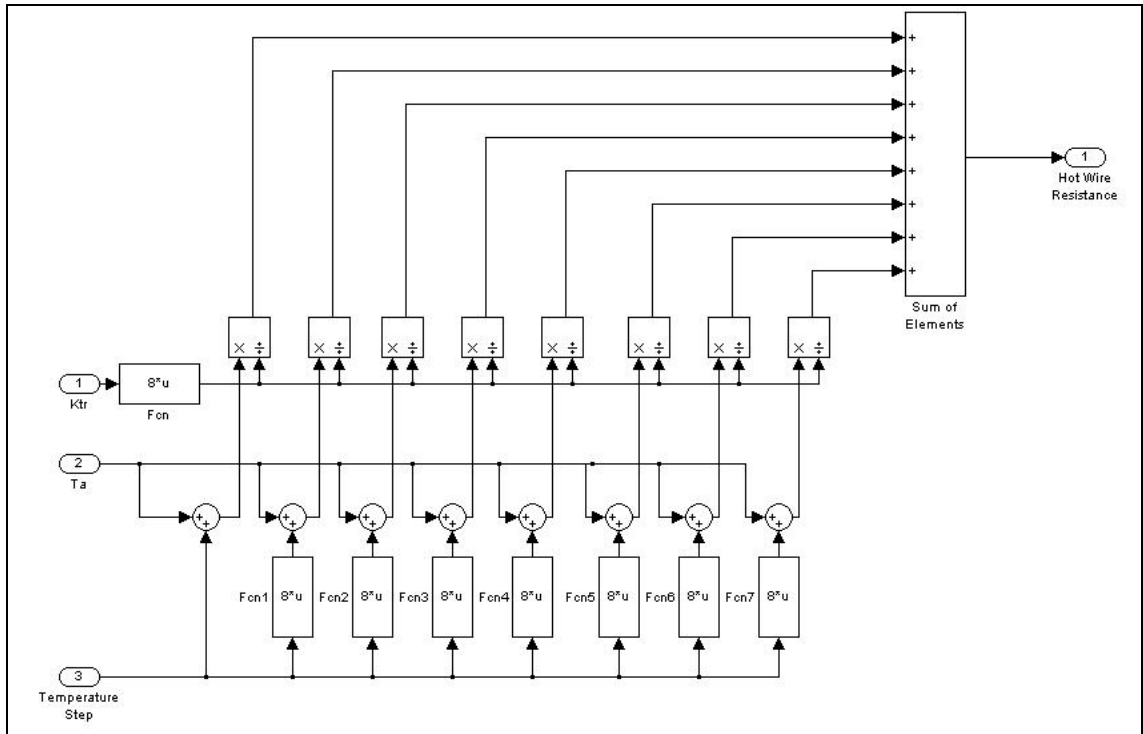 +
+
+
+
+
+
+
+
1
Hot Wire
Resistance
Sum of
Elements
× ÷ × ÷ × ÷ × ÷ × ÷ × ÷ × ÷ × ÷
1
8*u
Ktr
Fcn
2
Ta
+ + + + + + + +
+ + + + + + + +
Fcn1 8*u Fcn2 8*u Fcn3 8*u Fcn4 8*u Fcn5 8*u Fcn6 8*u Fcn7 8*u
3
Temperature
Step